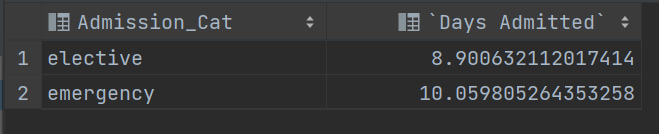 Admission_Cat `Days Admitted`
1 elective 8.900632112017414
2 emergency 10.059805264353258